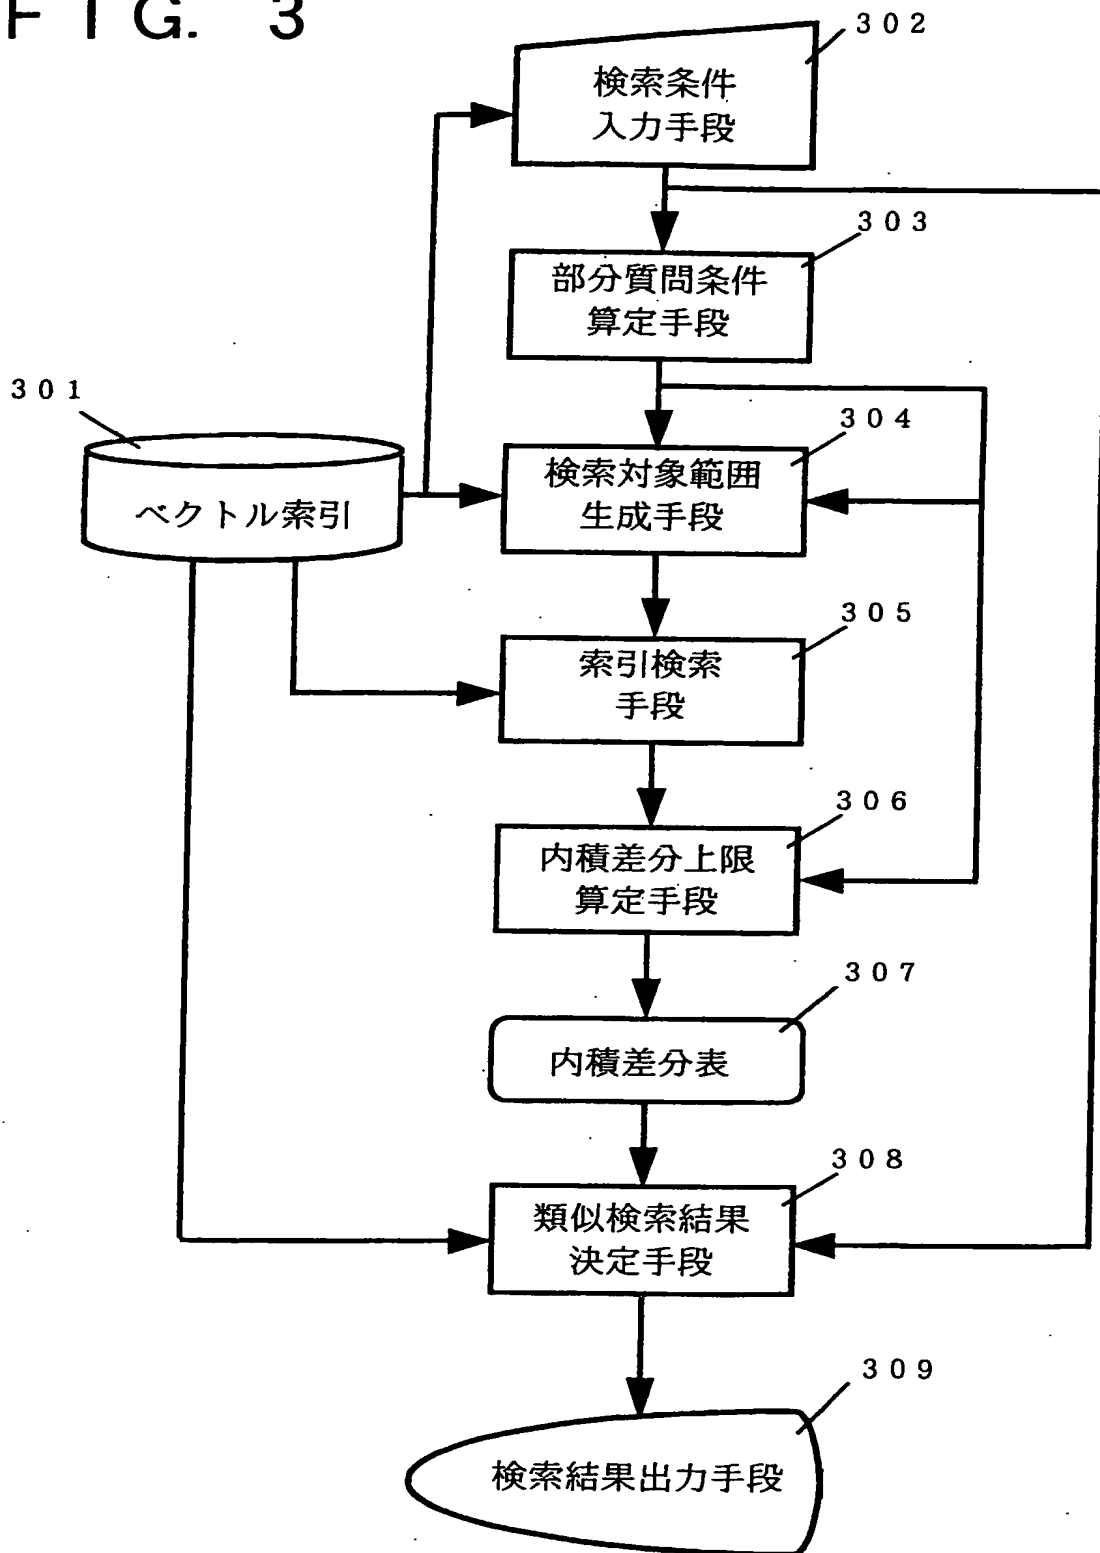 FIG. 3
302
検索条件
入力手段
303
部分質問条件
算定手段
301
ベクトル索引
304
検索対象範囲
生成手段
305
索引検索
手段
306
内積差分上限
算定手段
307
内積差分表
308
類似検索結果
決定手段
309
検索結果出力手段